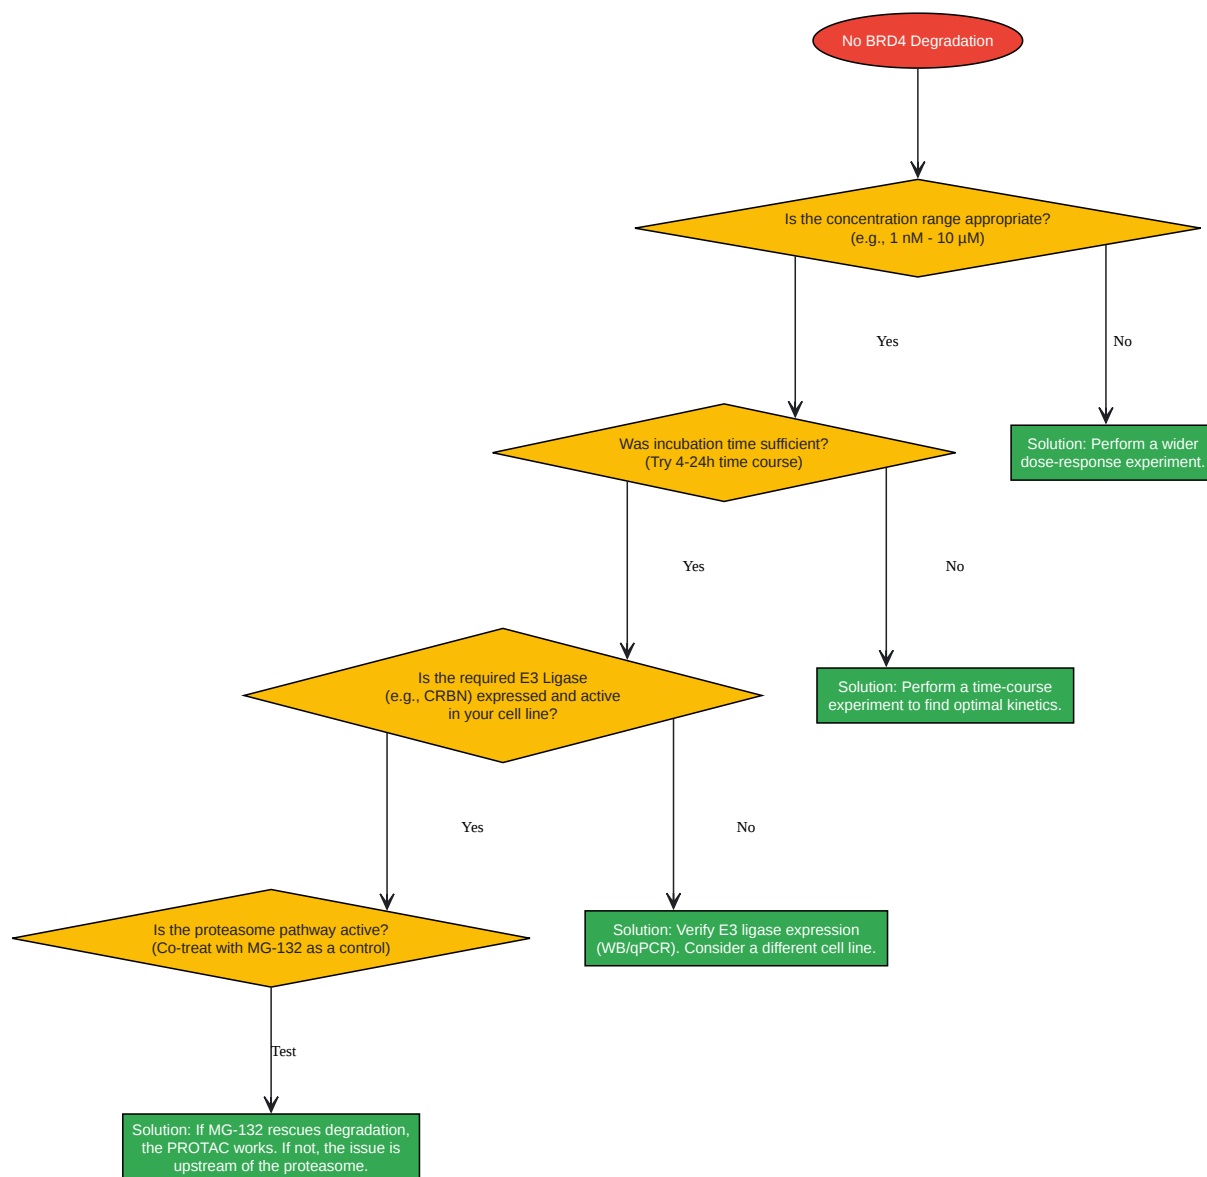 No BRD4 Degradation
Is the concentration range appropriate?
(e.g., 1 nM - 10 µM)
Yes
No
Was incubation time sufficient?
(Try 4-24h time course)
Solution: Perform a wider
dose-response experiment.
Yes
No
Is the required E3 Ligase
(e.g., CRBN) expressed and active
in your cell line?
Solution: Perform a time-course
experiment to find optimal kinetics.
Yes
No
Is the proteasome pathway active?
(Co-treat with MG-132 as a control)
Solution: Verify E3 ligase expression
(WB/qPCR). Consider a different cell line.
Test
Solution: If MG-132 rescues degradation,
the PROTAC works. If not, the issue is
upstream of the proteasome.